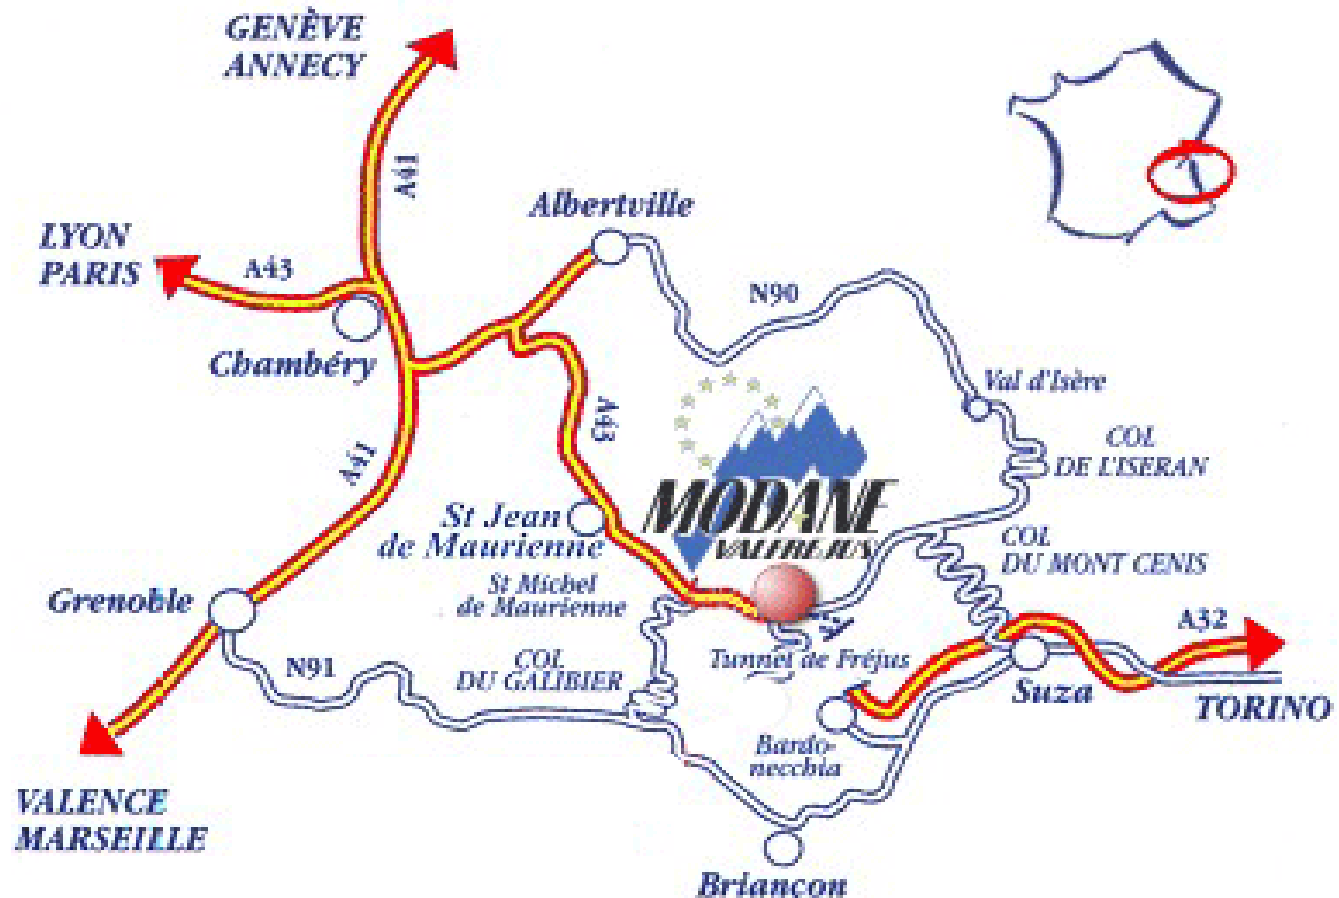 GENÈVE
ANNECY
A41
Albertville
LYON
PARIS
A43
N90
Chambéry
Val d'Isère
A43
COL
DE L'ISERAN
A41
MODANE
VALFREJUS
St Jean
de Maurienne
COL
DU MONT CENIS
St Michel
de Maurienne
Grenoble
A32
N91
COL
DU GALIBIER
Tunnel de Fréjus
Suza
TORINO
Bardo-
necchia
VALENCE
MARSEILLE
Briançon